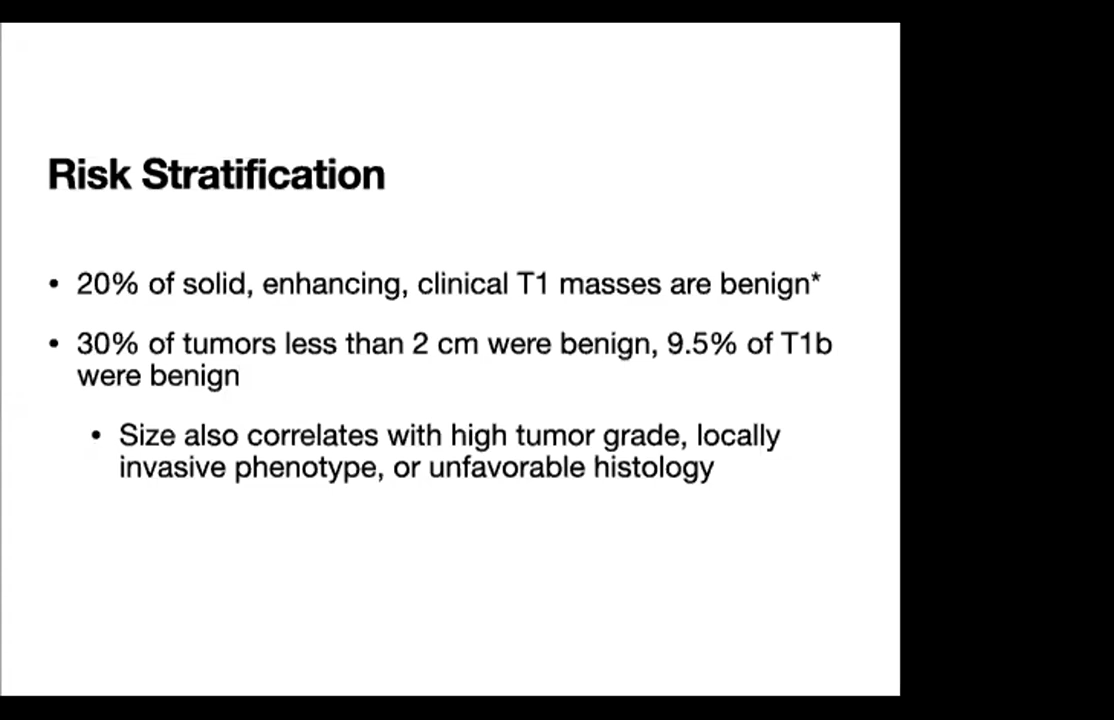 Risk Stratification
• 20% of solid, enhancing, clinical T1 masses are benign*
• 30% of tumors less than 2 cm were benign, 9.5% of T1b
were benign
• Size also correlates with high tumor grade, locally
invasive phenotype, or unfavorable histology